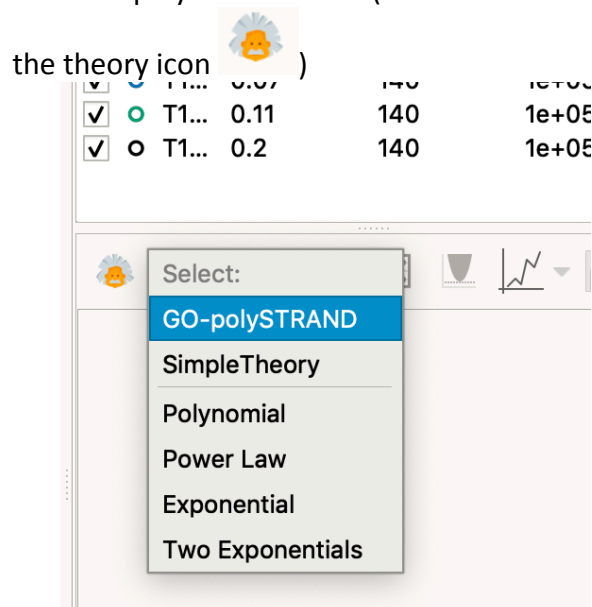 the theory icon )
T1... 0.11 140 1e+05
T1... 0.2 140 1e+05
Select:
GO-polySTRAND
SimpleTheory
Polynomial
Power Law
Exponential
Two Exponentials